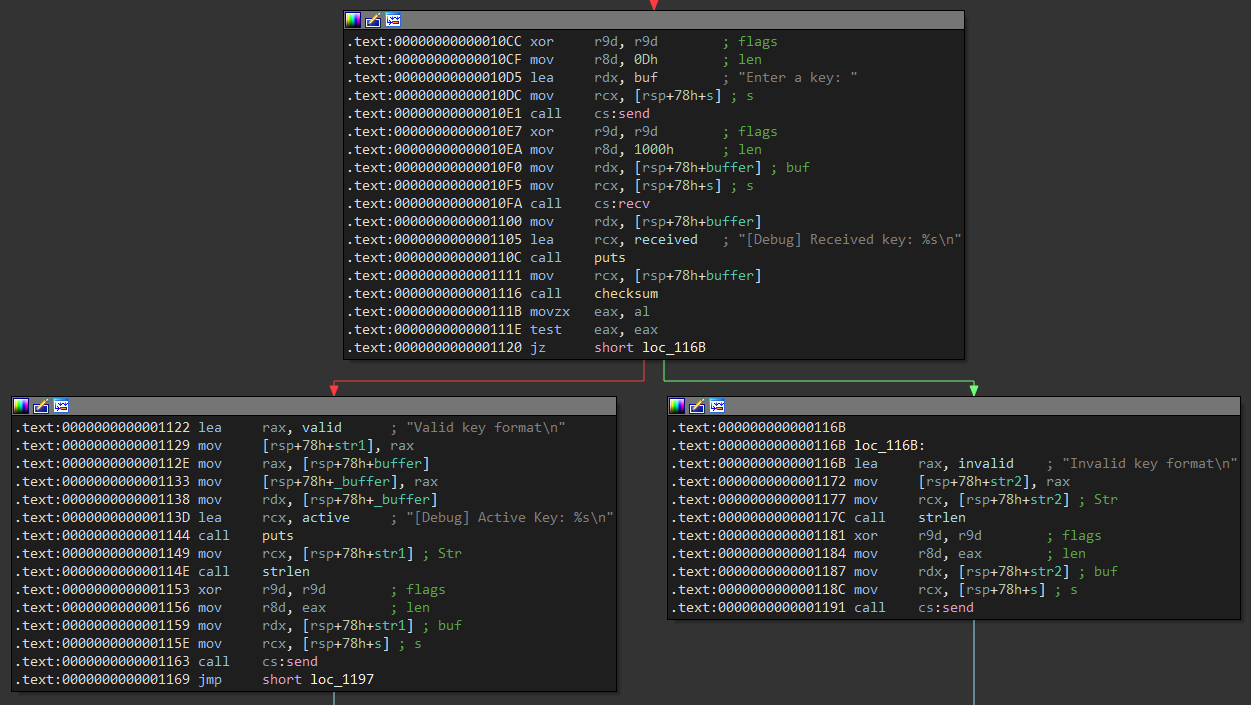 .text:00000000000010CC xor r9d, r9d ; flags
.text:00000000000010CF mov r8d, 0Dh ; len
.text:00000000000010D5 lea rdx, buf ; "Enter a key: "
.text:00000000000010DC mov rcx, [rsp+78h+s] ; s
.text:00000000000010E1 call cs:send
.text:00000000000010E7 xor r9d, r9d ; flags
.text:00000000000010EA mov r8d, 1000h ; len
.text:00000000000010F0 mov rdx, [rsp+78h+buffer] ; buf
.text:00000000000010F5 mov rcx, [rsp+78h+s] ; s
.text:00000000000010FA call cs:recv
.text:0000000000001100 mov rdx, [rsp+78h+buffer]
.text:0000000000001105 lea rcx, received ; "[Debug] Received key: %s\n"
.text:000000000000110C call puts
.text:0000000000001111 mov rcx, [rsp+78h+buffer]
.text:0000000000001116 call checksum
.text:000000000000111B movzx eax, al
.text:000000000000111E test eax, eax
.text:0000000000001120 jz short loc_116B
.text:0000000000001122 lea rax, valid ; "Valid key format\n"
.text:0000000000001129 mov [rsp+78h+str1], rax
.text:000000000000112E mov rax, [rsp+78h+buffer]
.text:0000000000001133 mov [rsp+78h+_buffer], rax
.text:0000000000001138 mov rdx, [rsp+78h+_buffer]
.text:000000000000113D lea rcx, active ; "[Debug] Active Key: %s\n"
.text:0000000000001144 call puts
.text:0000000000001149 mov rcx, [rsp+78h+str1] ; Str
.text:000000000000114E call strlen
.text:0000000000001153 xor r9d, r9d ; flags
.text:0000000000001156 mov r8d, eax ; len
.text:0000000000001159 mov rdx, [rsp+78h+str1] ; buf
.text:000000000000115E mov rcx, [rsp+78h+s] ; s
.text:0000000000001163 call cs:send
.text:0000000000001169 jmp short loc_1197
.text:000000000000116B
.text:000000000000116B loc_116B:
.text:000000000000116B lea rax, invalid ; "Invalid key format\n"
.text:0000000000001172 mov [rsp+78h+str2], rax
.text:0000000000001177 mov rcx, [rsp+78h+str2] ; Str
.text:000000000000117C call strlen
.text:0000000000001181 xor r9d, r9d ; flags
.text:0000000000001184 mov r8d, eax ; len
.text:0000000000001187 mov rdx, [rsp+78h+str2] ; buf
.text:000000000000118C mov rcx, [rsp+78h+s] ; s
.text:0000000000001191 call cs:send